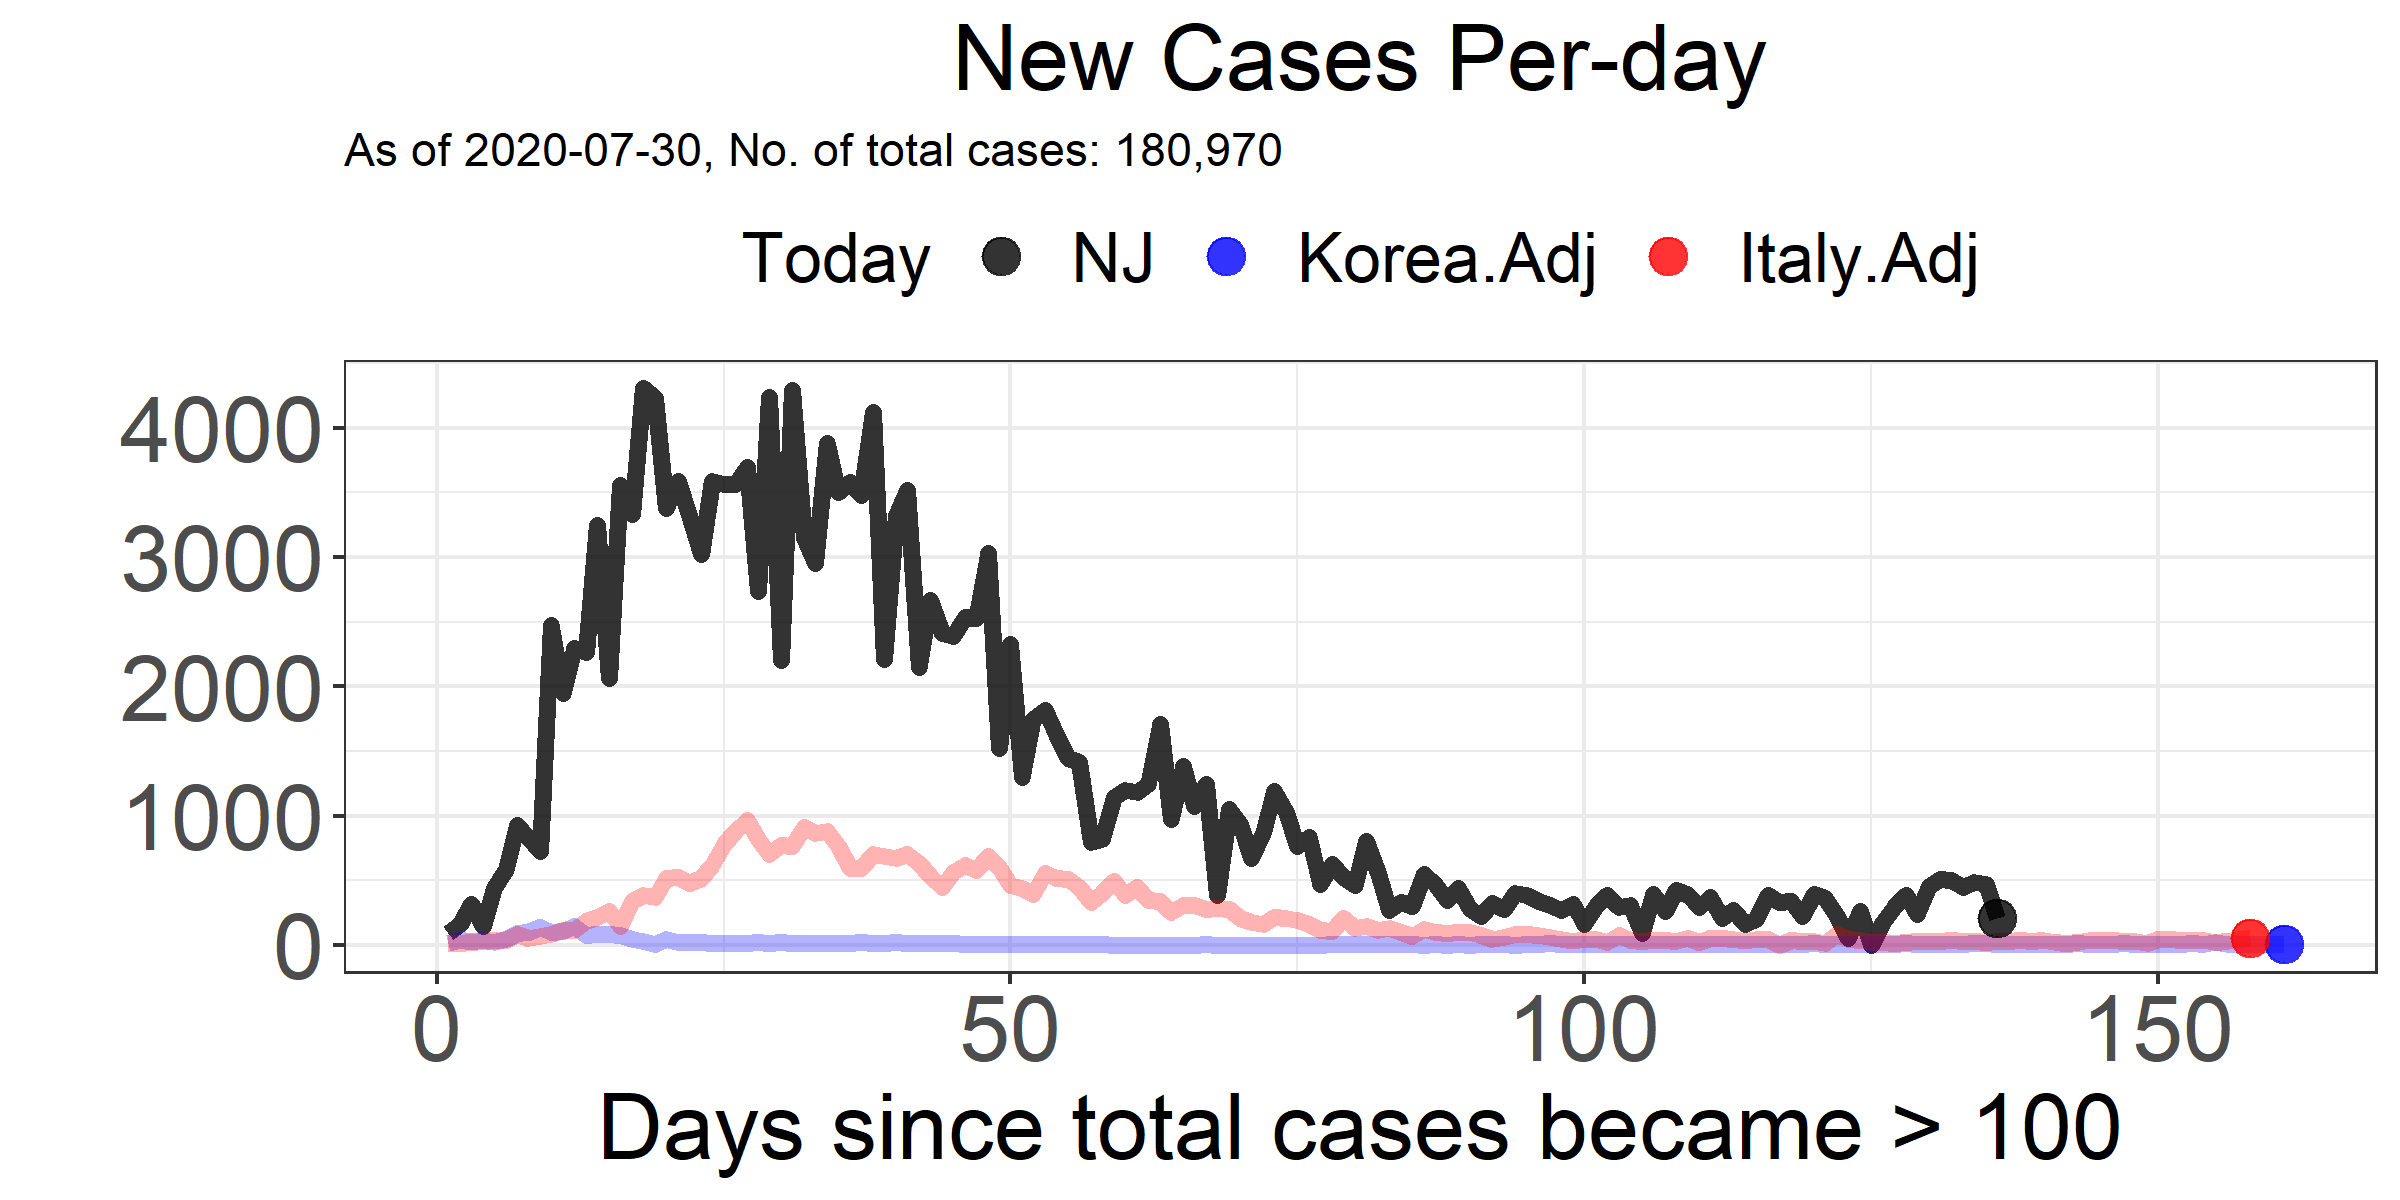 New Cases Per-day
As of 2020-07-30, No. of total cases: 180,970
Today NJ Korea.Adj Italy.Adj
4000
3000
2000
1000
0
0 50 100 150
Days since total cases became > 100